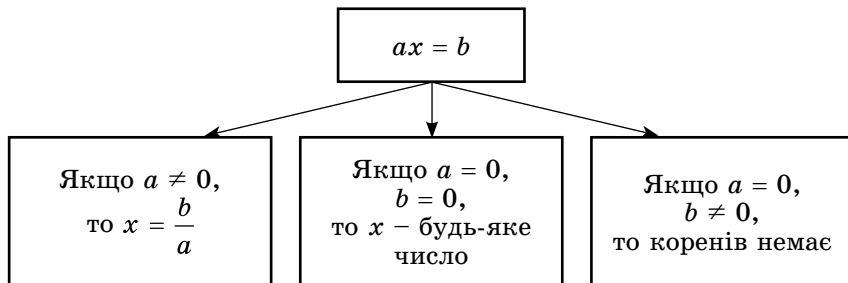 ax = b
Якщо a ≠ 0,
то x = b/a
Якщо a = 0,
b = 0,
то x – будь-яке
число
Якщо a = 0,
b ≠ 0,
то коренів немає